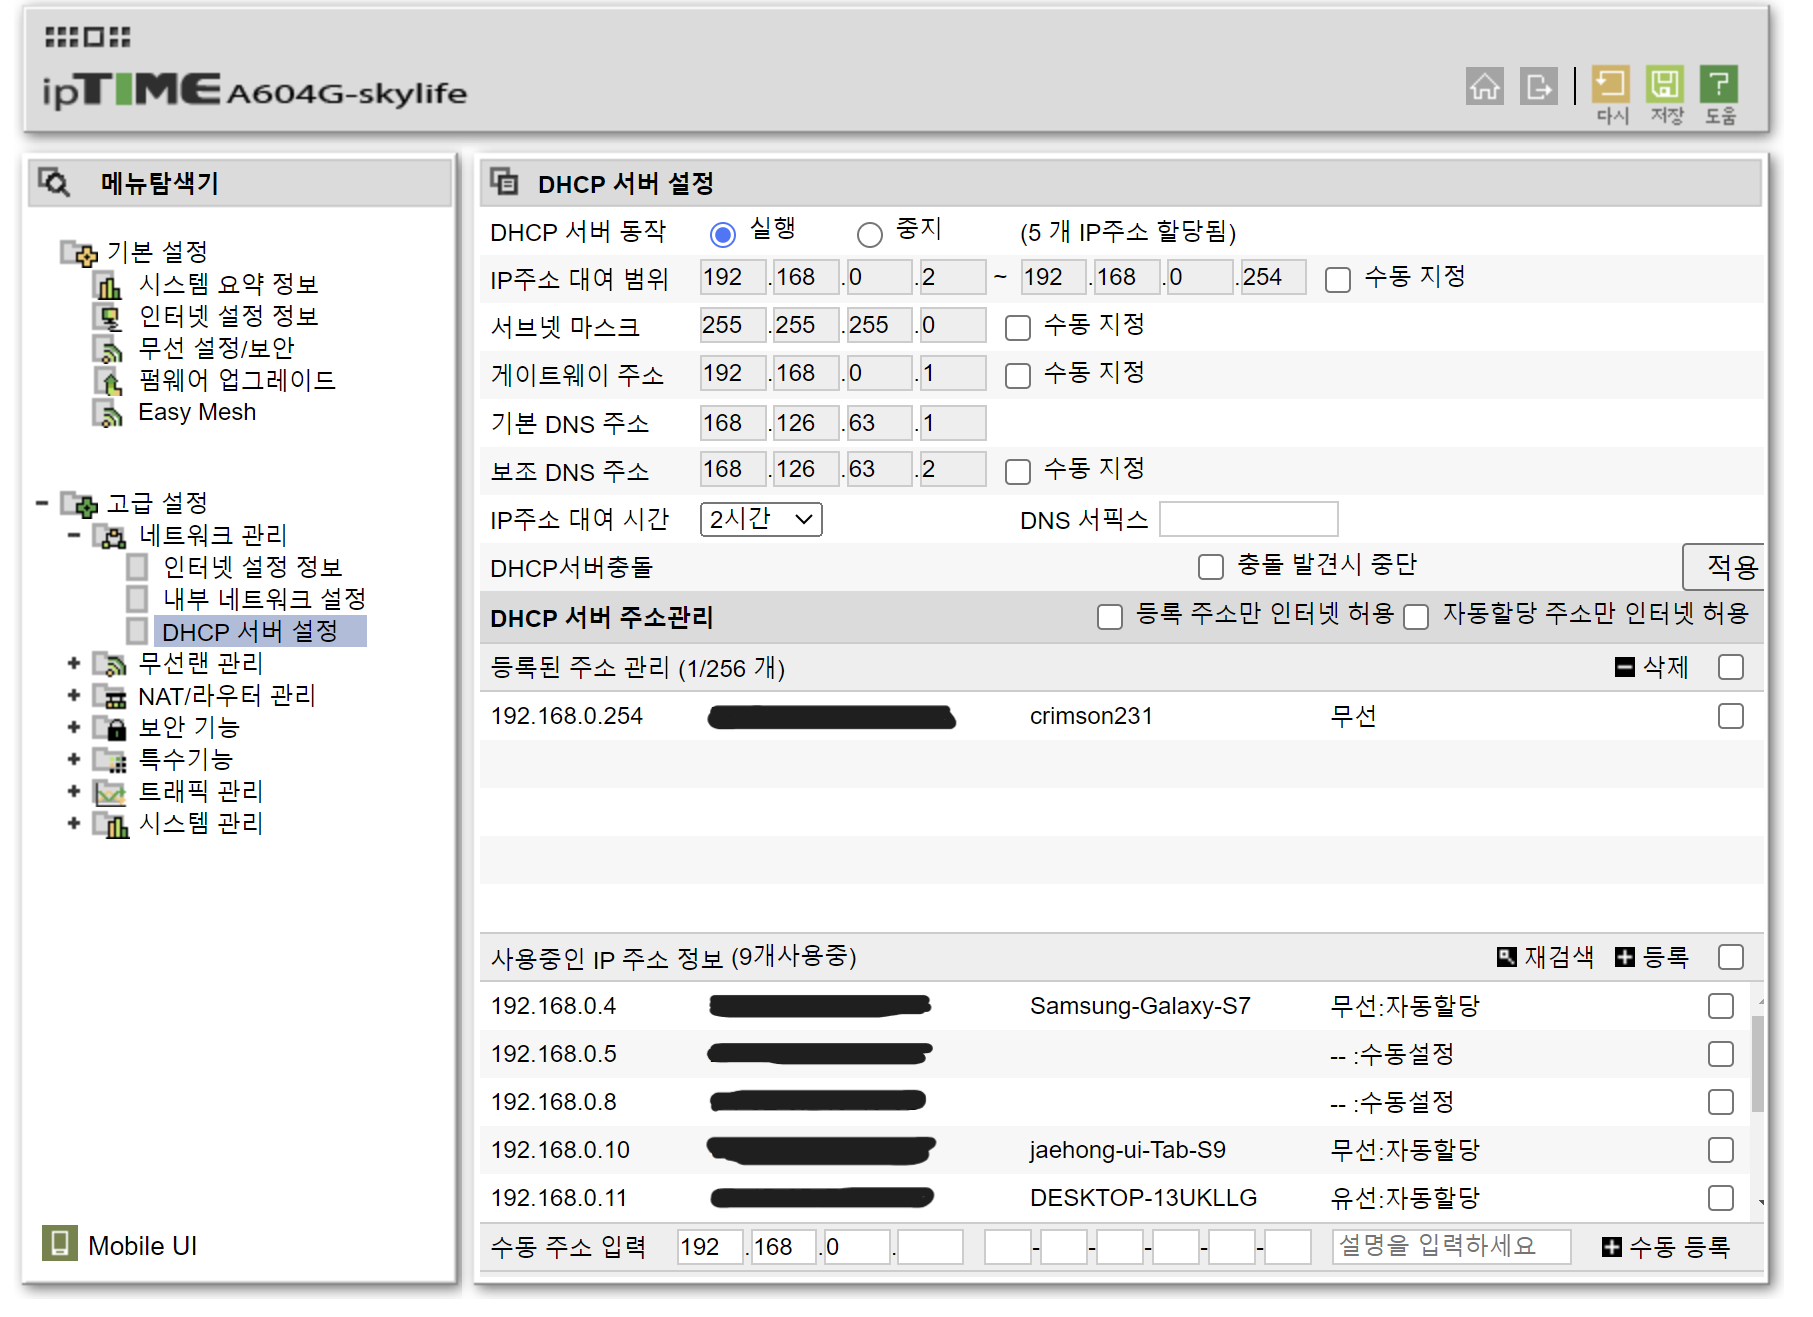 ipTIME A604G-skylife
다시 저장 도움
메뉴탐색기
기본 설정
시스템 요약 정보
인터넷 설정 정보
무선 설정/보안
펌웨어 업그레이드
Easy Mesh
고급 설정
네트워크 관리
인터넷 설정 정보
내부 네트워크 설정
DHCP 서버 설정
무선랜 관리
NAT/라우터 관리
보안 기능
특수기능
트래픽 관리
시스템 관리
Mobile UI
DHCP 서버 설정
DHCP 서버 동작 실행 중지 (5 개 IP주소 할당됨)
IP주소 대여 범위 192 .168 .0 .2 ~ 192 .168 .0 .254 수동 지정
서브넷 마스크 255 .255 .255 .0 수동 지정
게이트웨이 주소 192 .168 .0 .1 수동 지정
기본 DNS 주소 168 .126 .63 .1
보조 DNS 주소 168 .126 .63 .2 수동 지정
IP주소 대여 시간 2시간 DNS 서픽스
DHCP서버충돌 충돌 발견시 중단 적용
DHCP 서버 주소관리 등록 주소만 인터넷 허용 자동할당 주소만 인터넷 허용
등록된 주소 관리 (1/256 개) 삭제
192.168.0.254 crimson231 무선
사용중인 IP 주소 정보 (9개사용중) 재검색 등록
192.168.0.4 Samsung-Galaxy-S7 무선:자동할당
192.168.0.5 -- :수동설정
192.168.0.8 -- :수동설정
192.168.0.10 jaehong-ui-Tab-S9 무선:자동할당
192.168.0.11 DESKTOP-13UKLLG 유선:자동할당
수동 주소 입력 192 .168 .0 . - - - - - 설명을 입력하세요 수동 등록